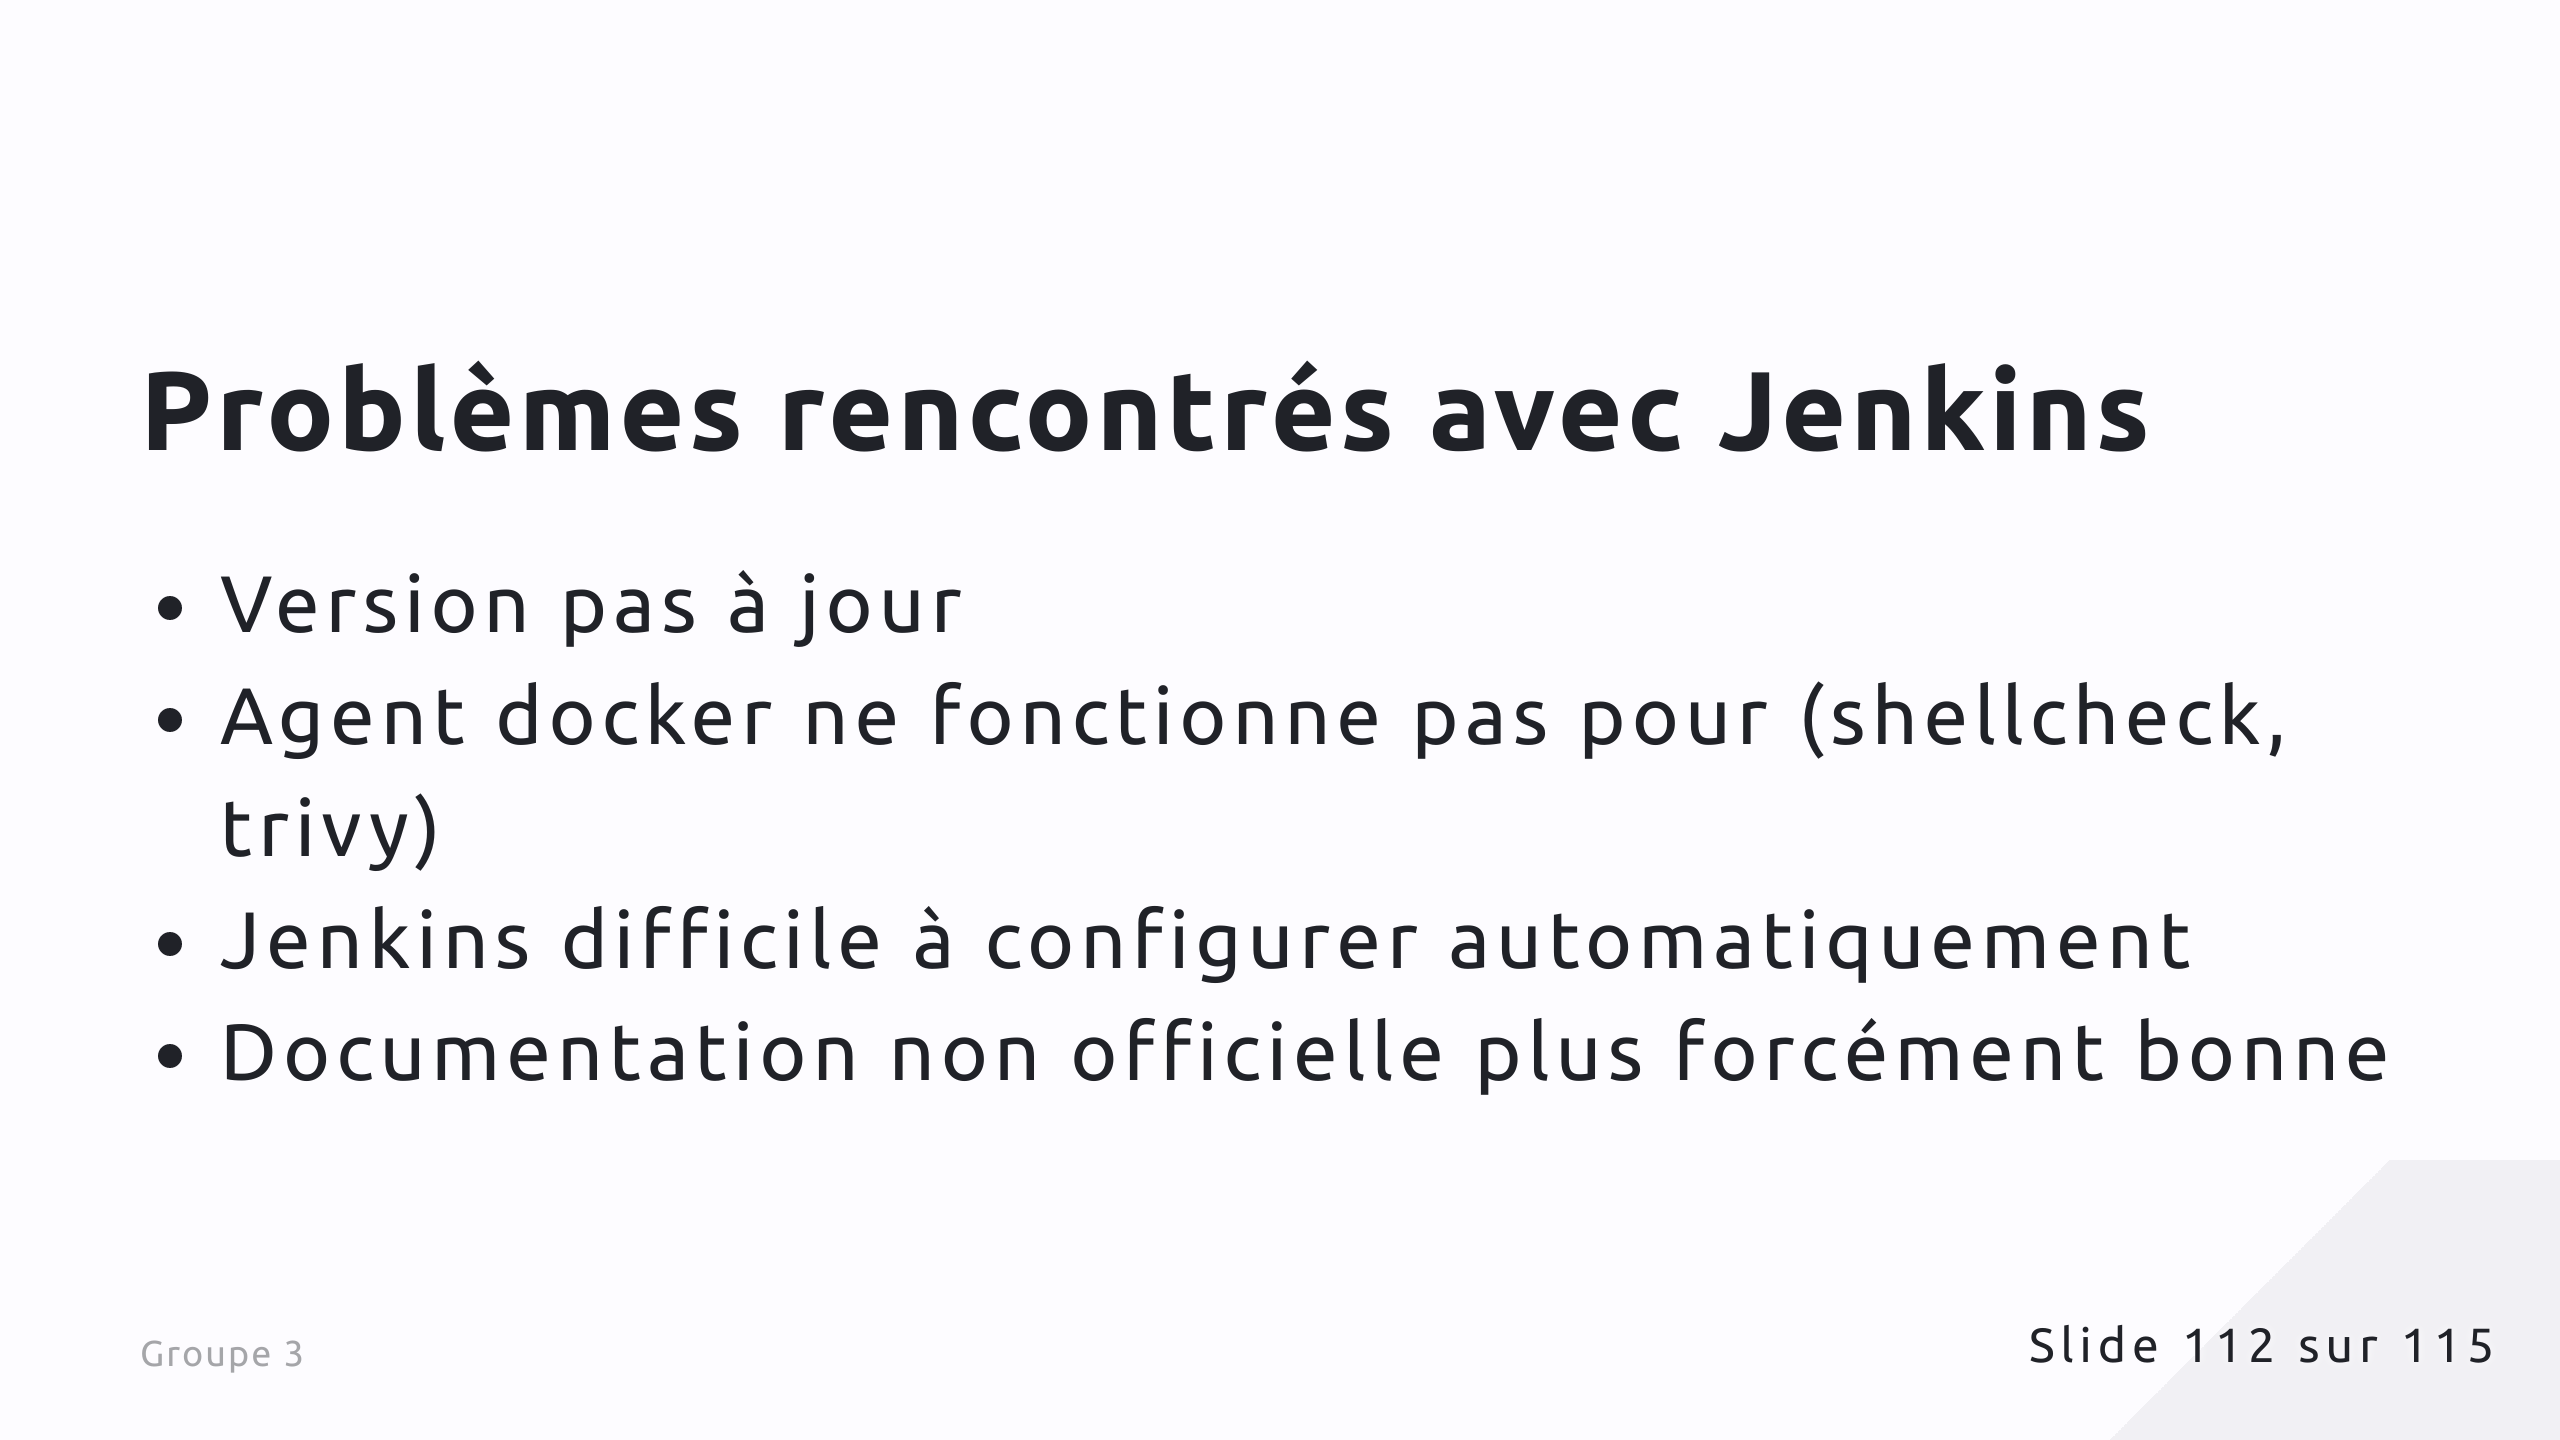 Problèmes rencontrés avec Jenkins
• Version pas à jour
• Agent docker ne fonctionne pas pour (shellcheck,
trivy)
• Jenkins difficile à configurer automatiquement
• Documentation non officielle plus forcément bonne
Groupe 3
Slide 112 sur 115